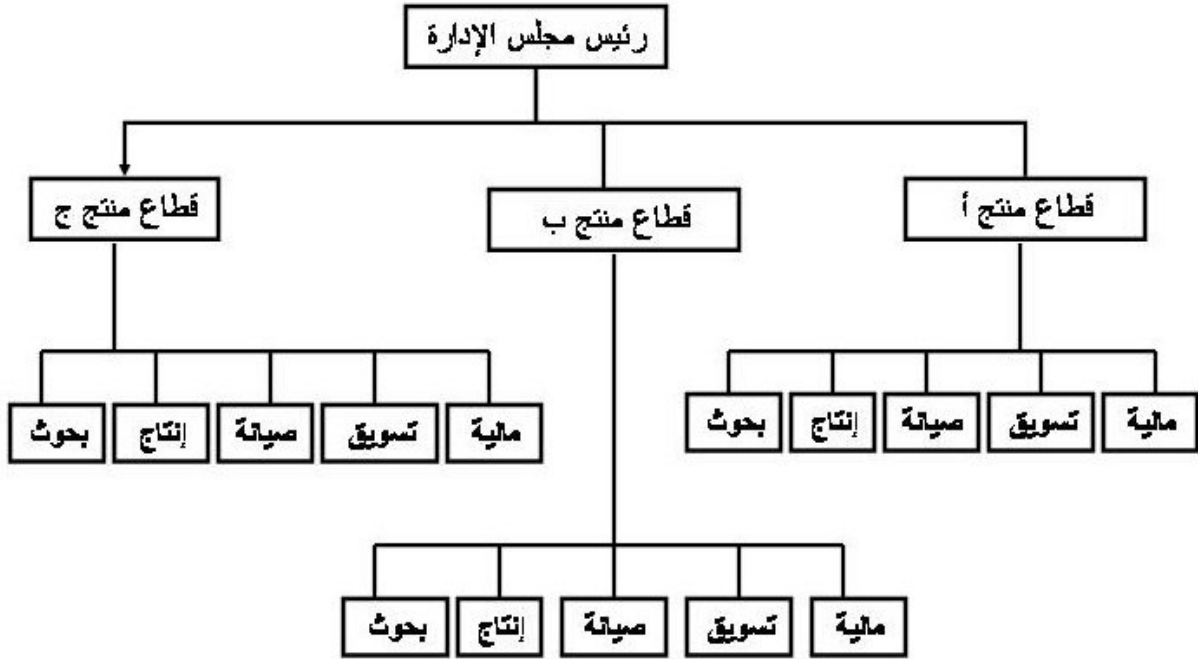 رئيس مجلس الإدارة
قطاع منتج أ
قطاع منتج ب
قطاع منتج ج
مالية
تسويق
صيانة
إنتاج
بحوث
مالية
تسويق
صيانة
إنتاج
بحوث
مالية
تسويق
صيانة
إنتاج
بحوث